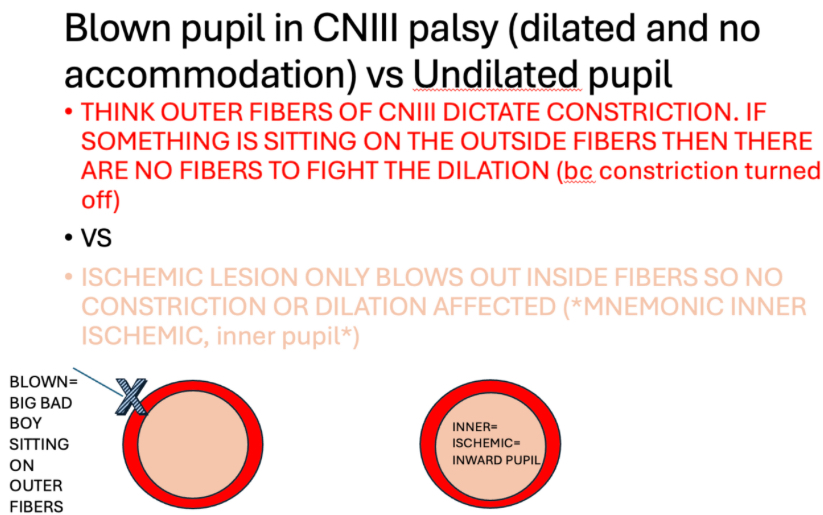 Blown pupil in CNIII palsy (dilated and no
accommodation) vs Undilated pupil
• THINK OUTER FIBERS OF CNIII DICTATE CONSTRICTION. IF
SOMETHING IS SITTING ON THE OUTSIDE FIBERS THEN THERE
ARE NO FIBERS TO FIGHT THE DILATION (bc constriction turned
off)
• VS
• ISCHEMIC LESION ONLY BLOWS OUT INSIDE FIBERS SO NO
CONSTRICTION OR DILATION AFFECTED (*MNEMONIC INNER
ISCHEMIC, inner pupil*)
BLOWN=
BIG BAD
BOY
SITTING
ON
OUTER
FIBERS
X
INNER=
ISCHEMIC=
INWARD PUPIL